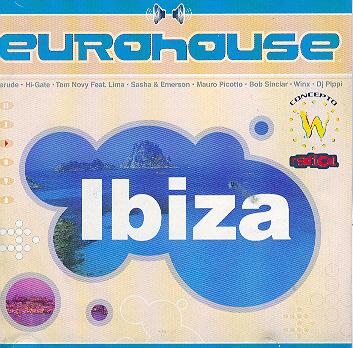 eurohouse
arude · Hi-Gate · Tom Novy Feat. Lima · Sasha & Emerson · Mauro Picotto · Bob Sinclar · Winx · Dj Pippi
CONCEPTO
W
Ibiza